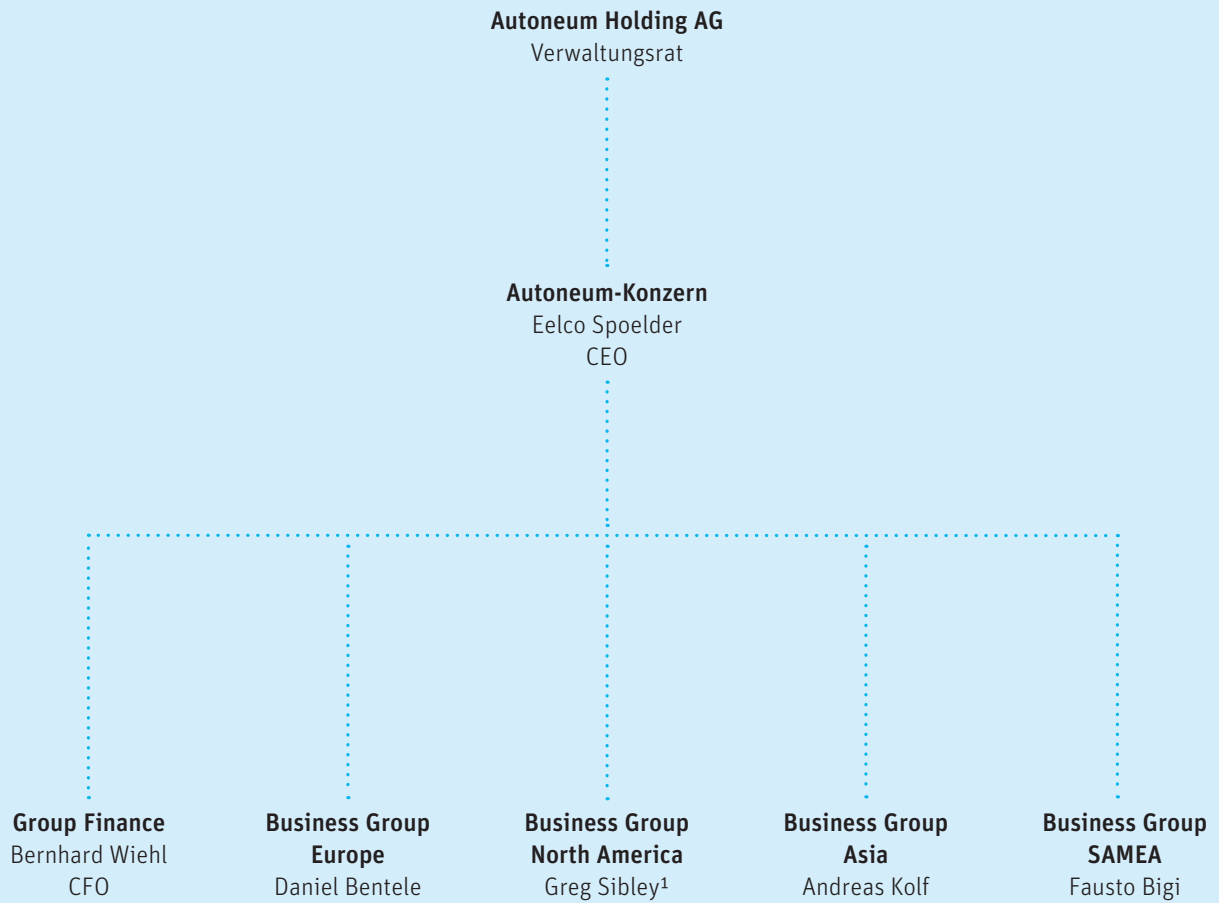 Autoneum Holding AG
Verwaltungsrat
Autoneum-Konzern
Eelco Spoelder
CEO
Group Finance
Bernhard Wiehl
CFO
Business Group
Europe
Daniel Bentele
Business Group
North America
Greg Sibley¹
Business Group
Asia
Andreas Kolf
Business Group
SAMEA
Fausto Bigi